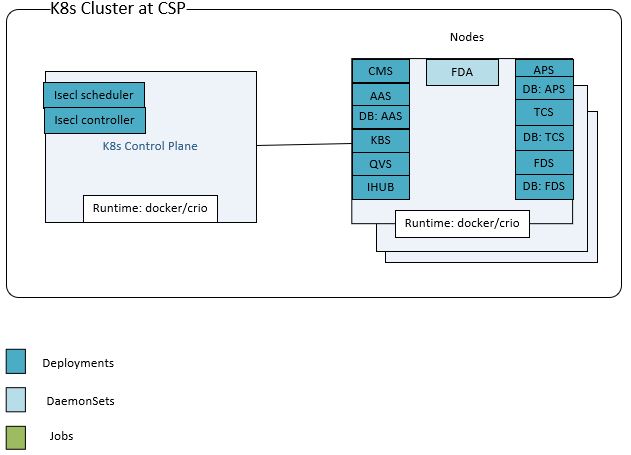 K8s Cluster at CSP
Nodes
Isecl scheduler
Isecl controller
K8s Control Plane
Runtime: docker/crio
CMS
AAS
DB: AAS
KBS
QVS
IHUB
FDA
APS
DB: APS
TCS
DB: TCS
FDS
DB: FDS
Runtime: docker/crio
Deployments
DaemonSets
Jobs